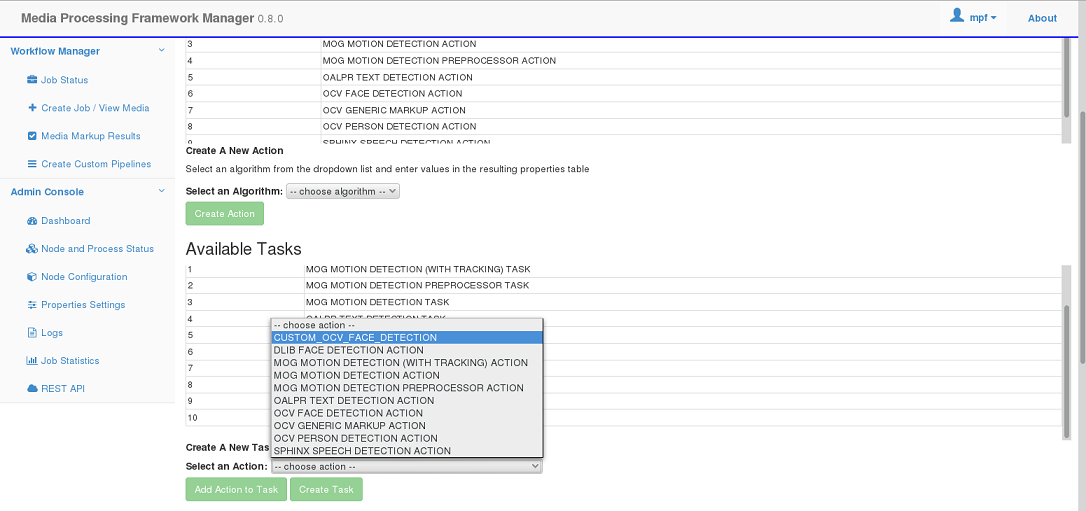 Media Processing Framework Manager 0.8.0
mpf
About
Workflow Manager
Job Status
Create Job / View Media
Media Markup Results
Create Custom Pipelines
Admin Console
Dashboard
Node and Process Status
Node Configuration
Properties Settings
Logs
Job Statistics
REST API
3 MOG MOTION DETECTION ACTION
4 MOG MOTION DETECTION PREPROCESSOR ACTION
5 OALPR TEXT DETECTION ACTION
6 OCV FACE DETECTION ACTION
7 OCV GENERIC MARKUP ACTION
8 OCV PERSON DETECTION ACTION
9 SPHINX SPEECH DETECTION ACTION
Create A New Action
Select an algorithm from the dropdown list and enter values in the resulting properties table
Select an Algorithm: -- choose algorithm --
Create Action
Available Tasks
1 MOG MOTION DETECTION (WITH TRACKING) TASK
2 MOG MOTION DETECTION PREPROCESSOR TASK
3 MOG MOTION DETECTION TASK
4 OALPR TEXT DETECTION TASK
5
6
7
8
9
10
-- choose action --
CUSTOM_OCV_FACE_DETECTION
DLIB FACE DETECTION ACTION
MOG MOTION DETECTION (WITH TRACKING) ACTION
MOG MOTION DETECTION ACTION
MOG MOTION DETECTION PREPROCESSOR ACTION
OALPR TEXT DETECTION ACTION
OCV FACE DETECTION ACTION
OCV GENERIC MARKUP ACTION
OCV PERSON DETECTION ACTION
SPHINX SPEECH DETECTION ACTION
Create A New Tas
Select an Action: -- choose action --
Add Action to Task
Create Task